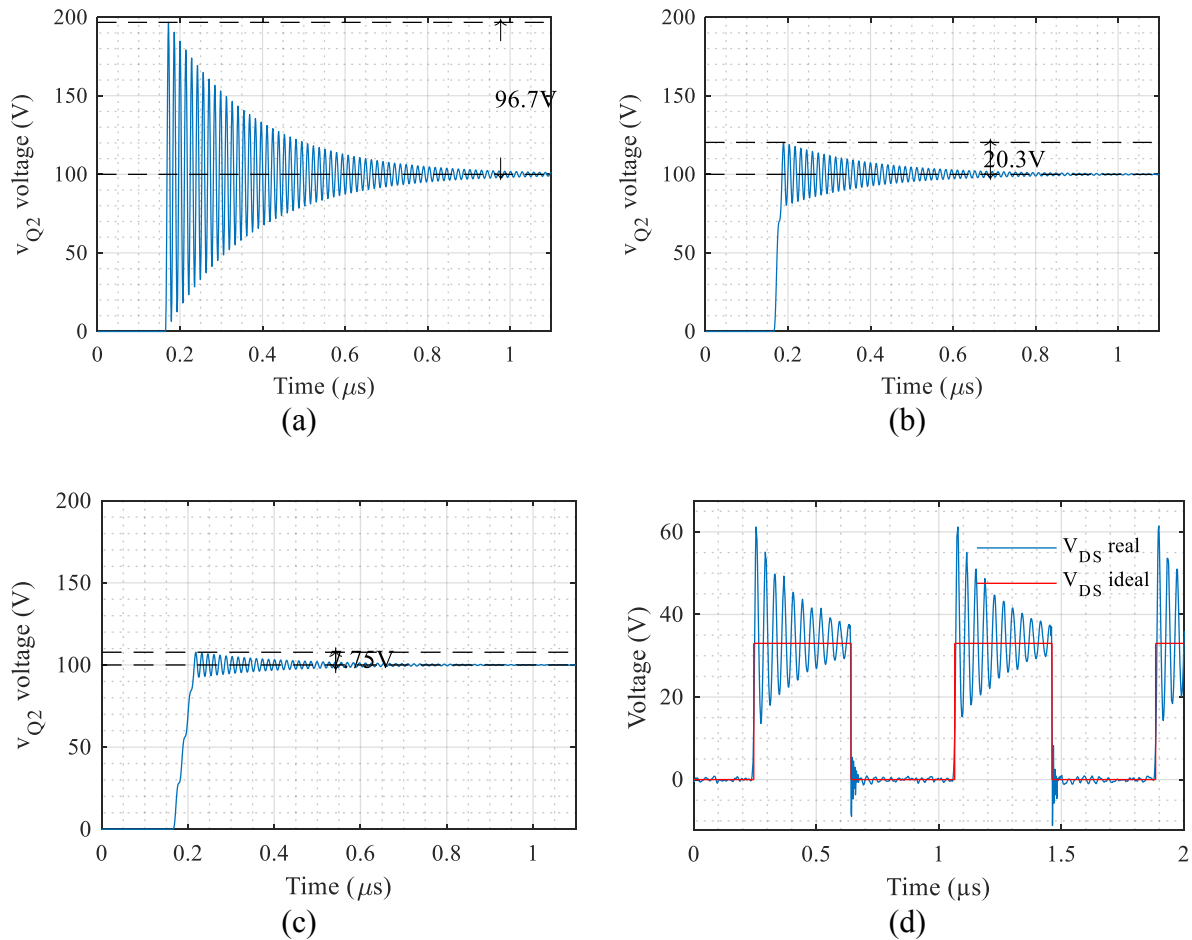 200
150
100
50
0
v_Q2 voltage (V)
96.7V
0 0.2 0.4 0.6 0.8 1
Time (μs)
(a)
200
150
100
50
0
v_Q2 voltage (V)
20.3V
0 0.2 0.4 0.6 0.8 1
Time (μs)
(b)
200
150
100
50
0
v_Q2 voltage (V)
7.75V
0 0.2 0.4 0.6 0.8 1
Time (μs)
(c)
60
40
20
0
Voltage (V)
V_DS real
V_DS ideal
0 0.5 1 1.5 2
Time (μs)
(d)